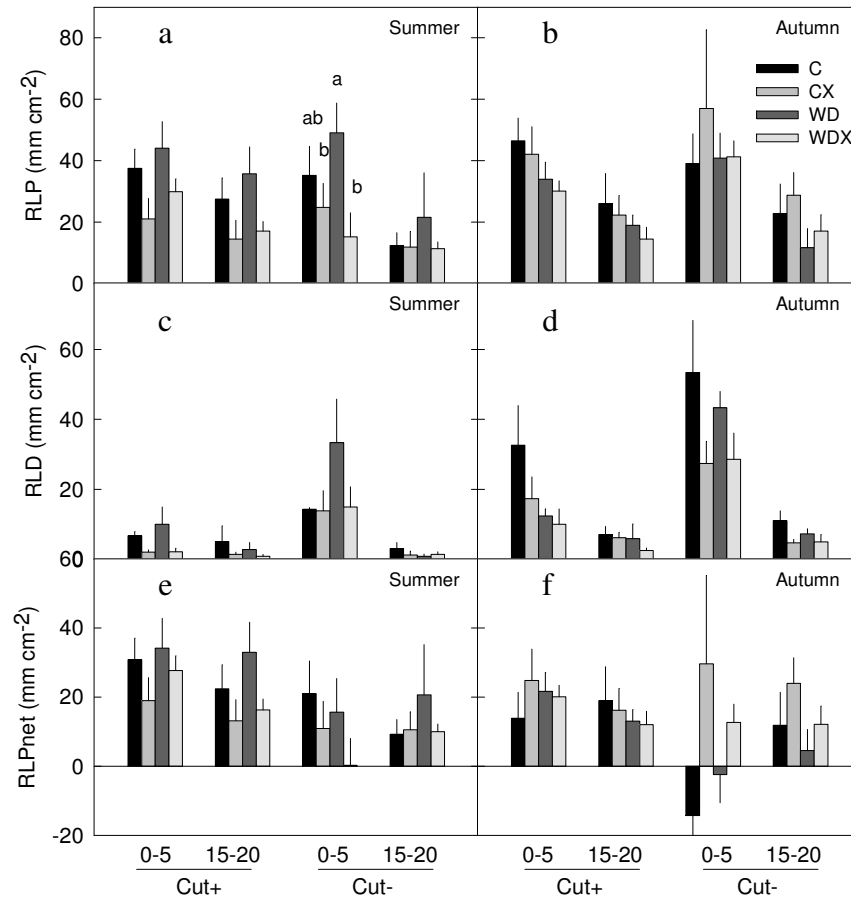 a Summer
b Autumn
80
60
40
20
0
RLP (mm cm-2)
ab
b
a
b
C
CX
WD
WDX
c Summer
d Autumn
60
40
20
0
RLD (mm cm-2)
e Summer
f Autumn
60
40
20
0
-20
RLPnet (mm cm-2)
0-5 15-20 0-5 15-20 0-5 15-20 0-5 15-20
Cut+ Cut- Cut+ Cut-